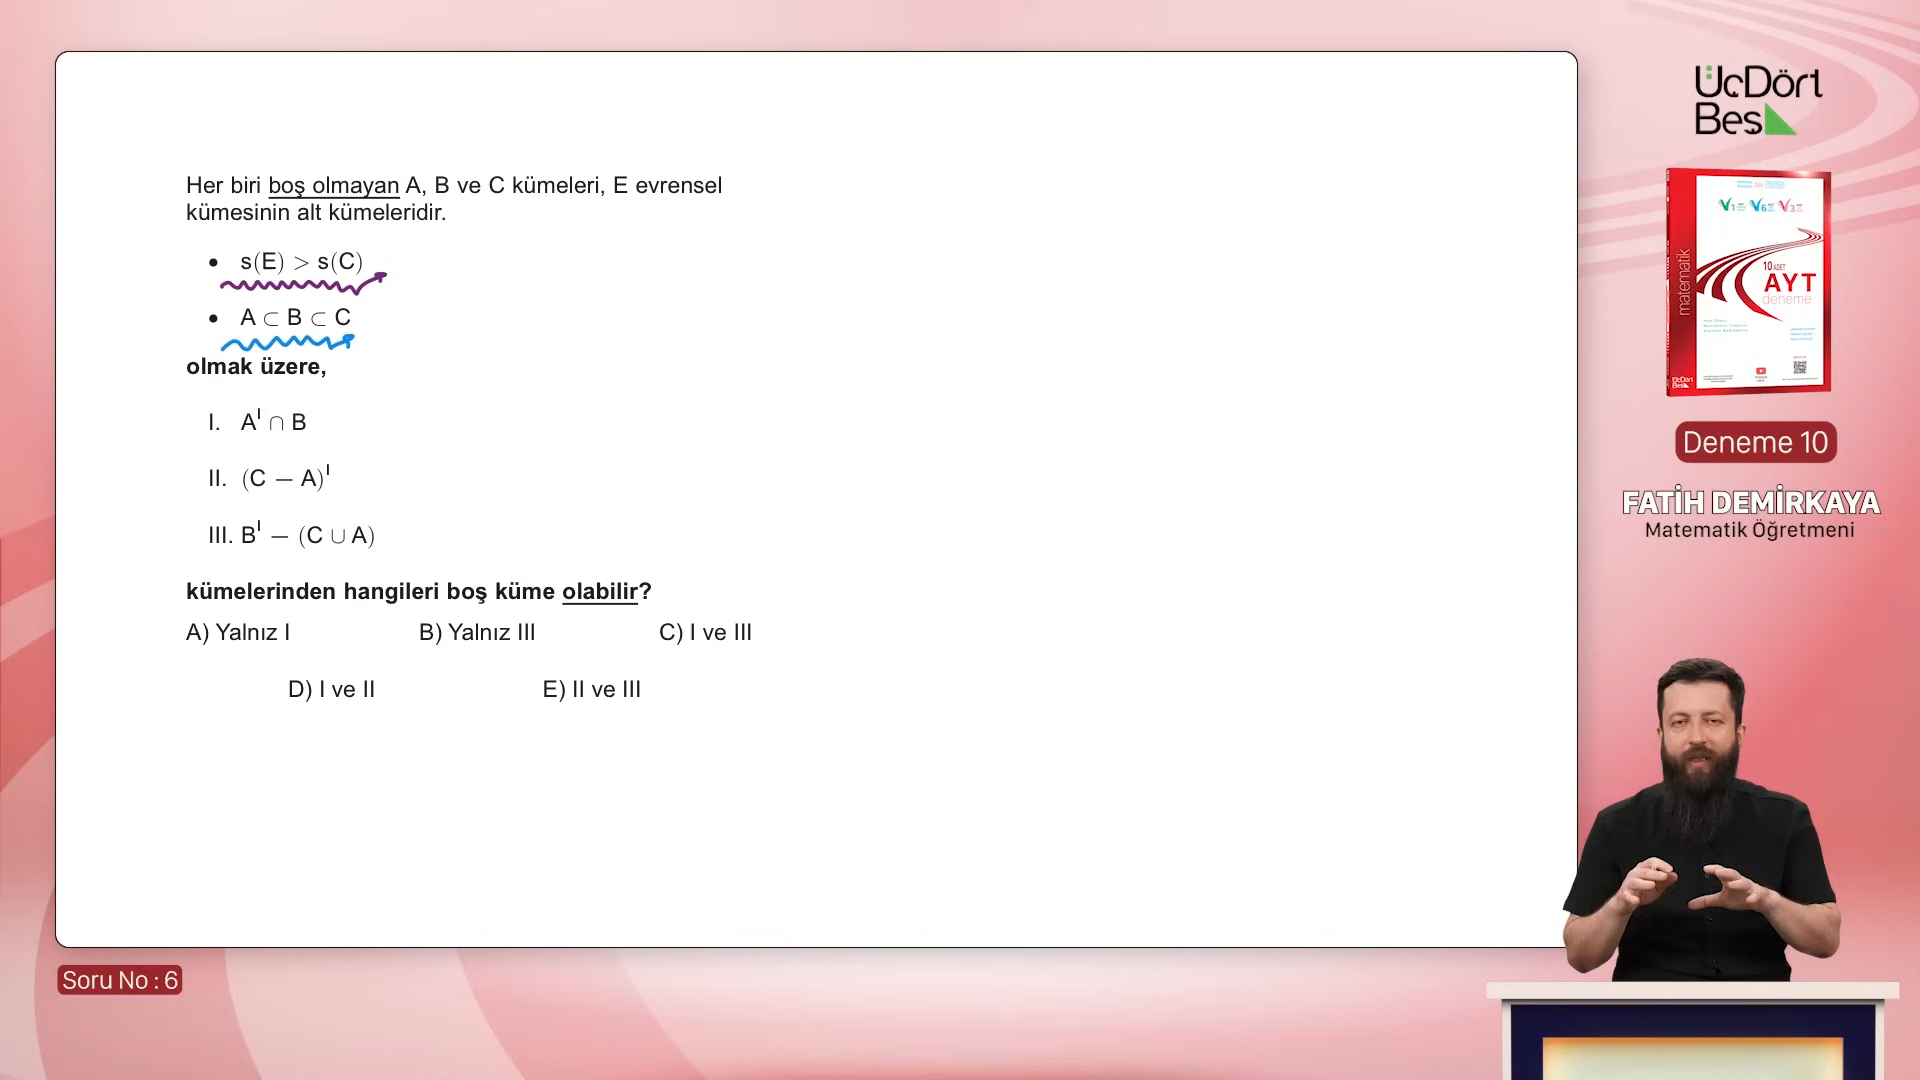 Her biri boş olmayan A, B ve C kümeleri, E evrensel
kümesinin alt kümeleridir.
• s(E) > s(C)
• A ⊂ B ⊂ C
olmak üzere,
I. Aᴵ ∩ B
II. (C − A)ᴵ
III. Bᴵ − (C ∪ A)
kümelerinden hangileri boş küme olabilir?
A) Yalnız I B) Yalnız III C) I ve III
D) I ve II E) II ve III
Soru No : 6
ÜçDört
Beş
matematik
10 ADET
AYT
deneme
Deneme 10
FATİH DEMİRKAYA
Matematik Öğretmeni